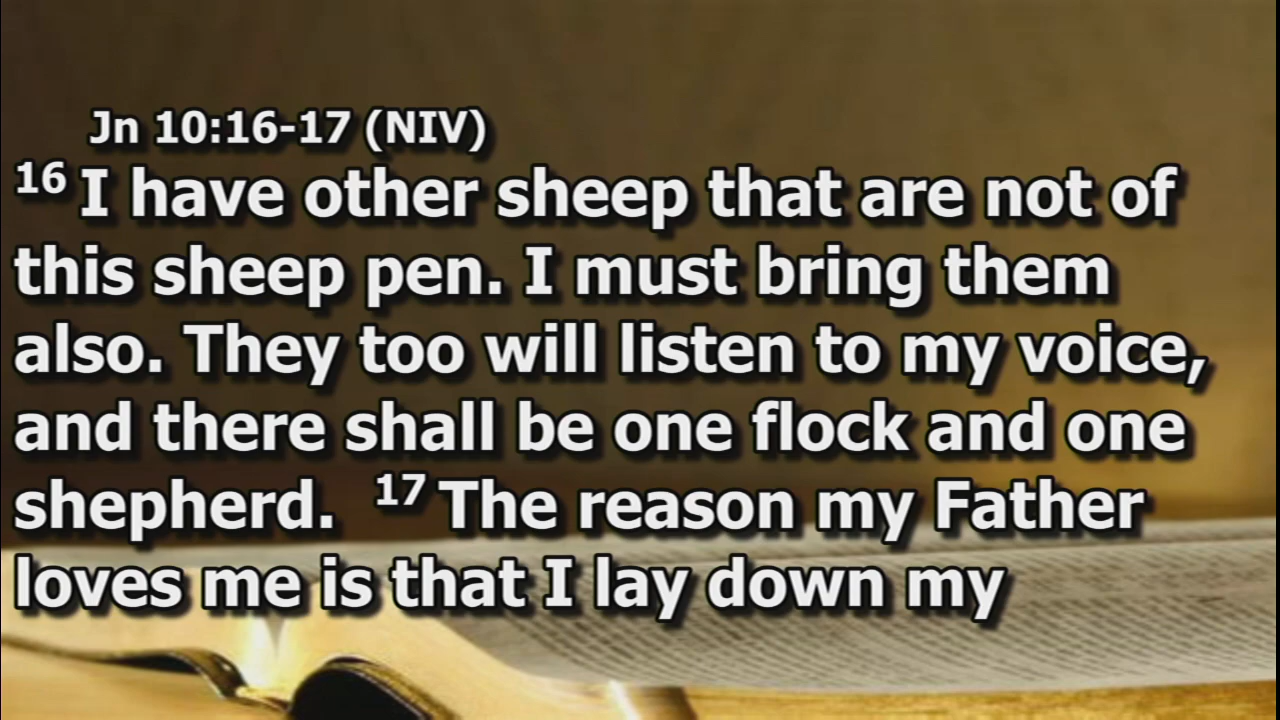 Jn 10:16-17 (NIV)
16 I have other sheep that are not of
this sheep pen. I must bring them
also. They too will listen to my voice,
and there shall be one flock and one
shepherd. 17 The reason my Father
loves me is that I lay down my